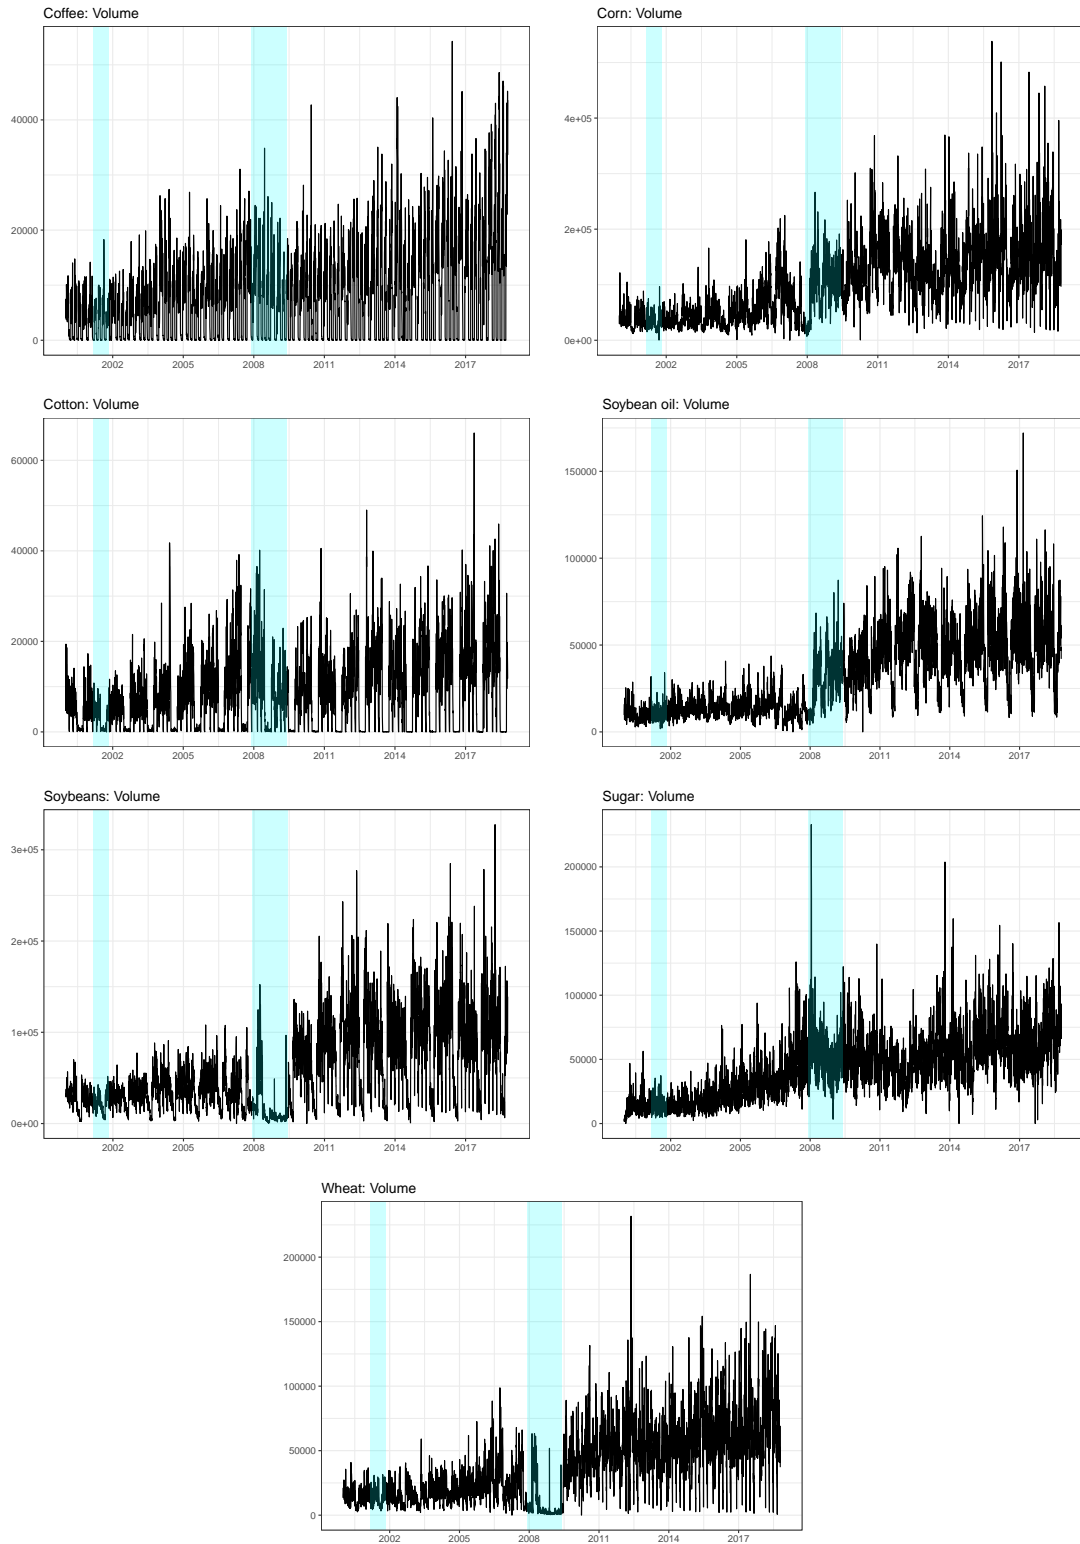 Coffee: Volume
40000
20000
0
2002 2005 2008 2011 2014 2017
Corn: Volume
4e+05
2e+05
0e+00
2002 2005 2008 2011 2014 2017
Cotton: Volume
60000
40000
20000
0
2002 2005 2008 2011 2014 2017
Soybean oil: Volume
150000
100000
50000
0
2002 2005 2008 2011 2014 2017
Soybeans: Volume
3e+05
2e+05
1e+05
0e+00
2002 2005 2008 2011 2014 2017
Sugar: Volume
200000
150000
100000
50000
0
2002 2005 2008 2011 2014 2017
Wheat: Volume
200000
150000
100000
50000
0
2002 2005 2008 2011 2014 2017